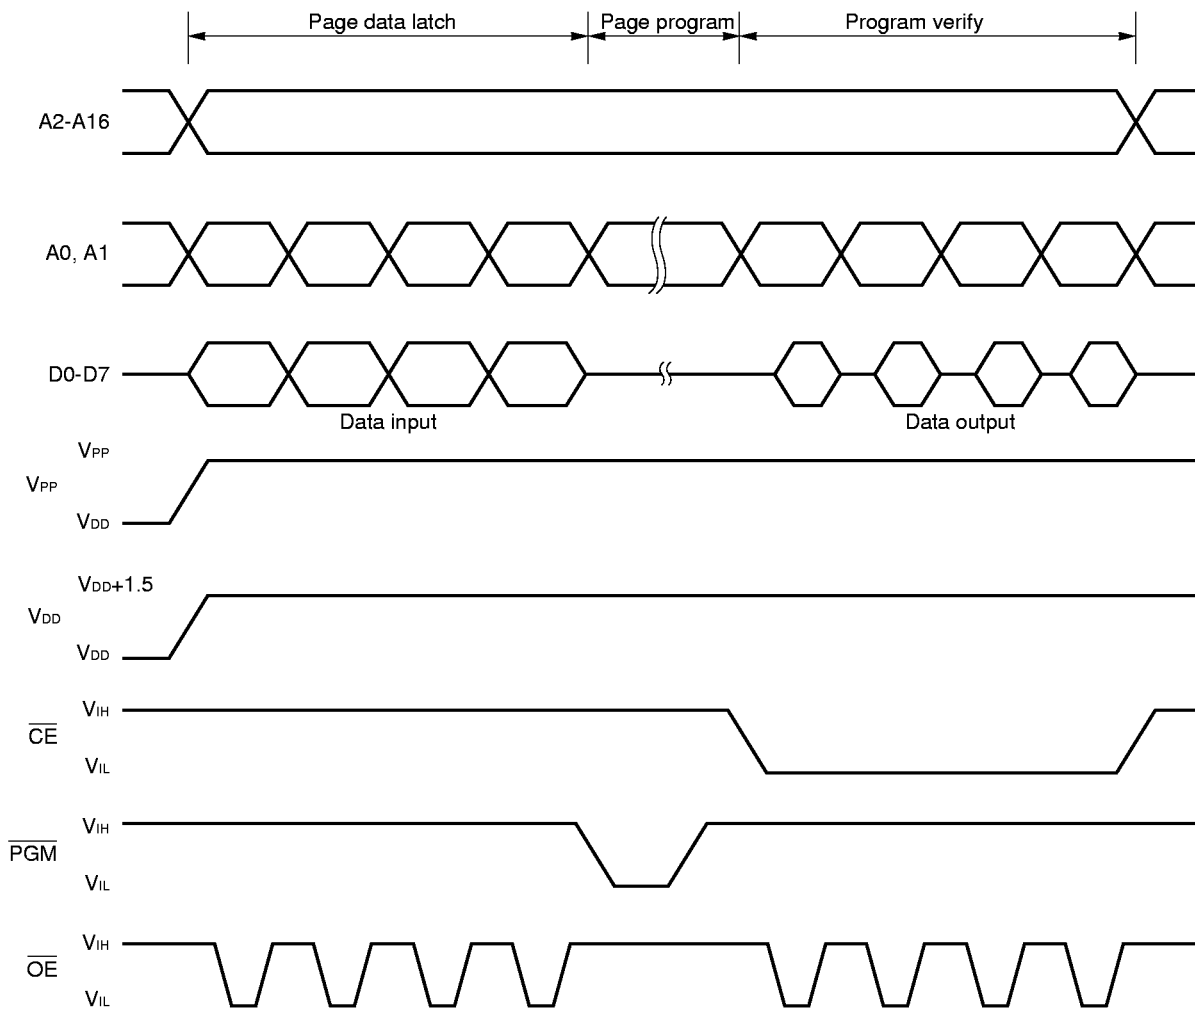 Page data latch Page program Program verify
A2-A16
A0, A1
D0-D7
Data input Data output
VPP
VPP
VDD
VDD+1.5
VDD
VDD
VIH
CE
VIL
VIH
PGM
VIL
VIH
OE
VIL